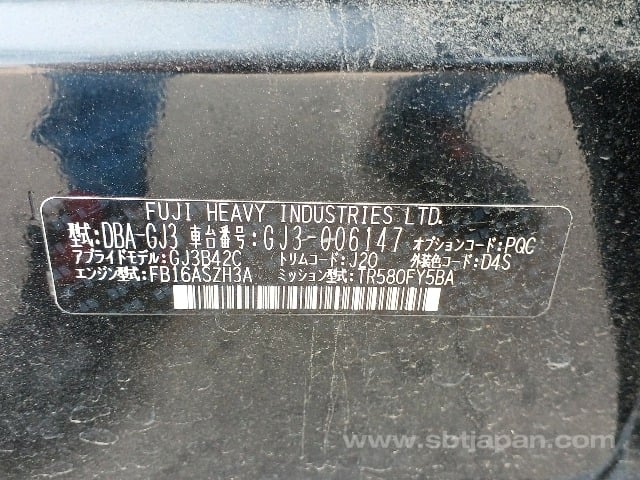 FUJI HEAVY INDUSTRIES LTD.
型式:DBA-GJ3 車台番号:GJ3-006147 オプションコード:PQC
アプライドモデル:GJ3B42C トリムコード:J20 外装色コード:D4S
エンジン型式:FB16ASZH3A ミッション型式:TR580FY5BA
www.sbtjapan.com